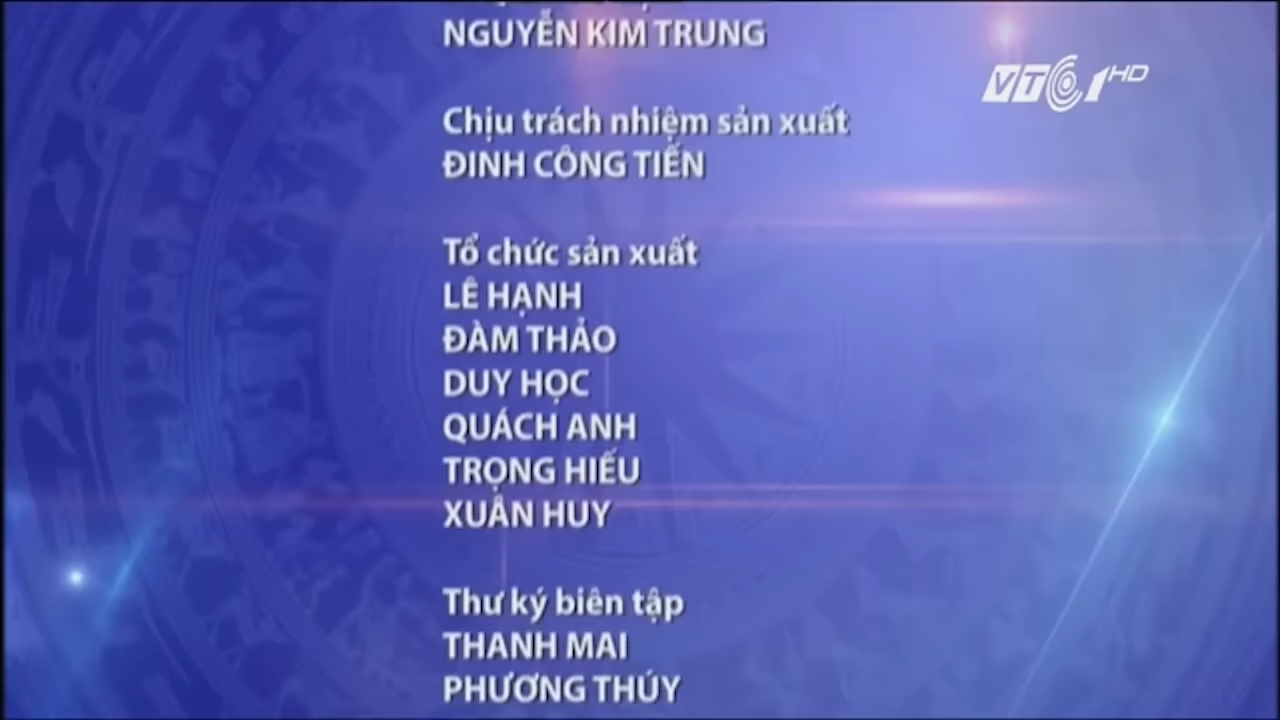 NGUYỄN KIM TRUNG
VTC1 HD
Chịu trách nhiệm sản xuất
ĐINH CÔNG TIẾN
Tổ chức sản xuất
LÊ HẠNH
ĐÀM THẢO
DUY HỌC
QUÁCH ANH
TRỌNG HIẾU
XUÂN HUY
Thư ký biên tập
THANH MAI
PHƯƠNG THÚY